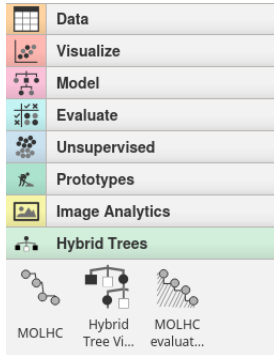 Data
Visualize
Model
Evaluate
Unsupervised
Prototypes
Image Analytics
Hybrid Trees
MOLHC
Hybrid
Tree Vi...
MOLHC
evaluat...